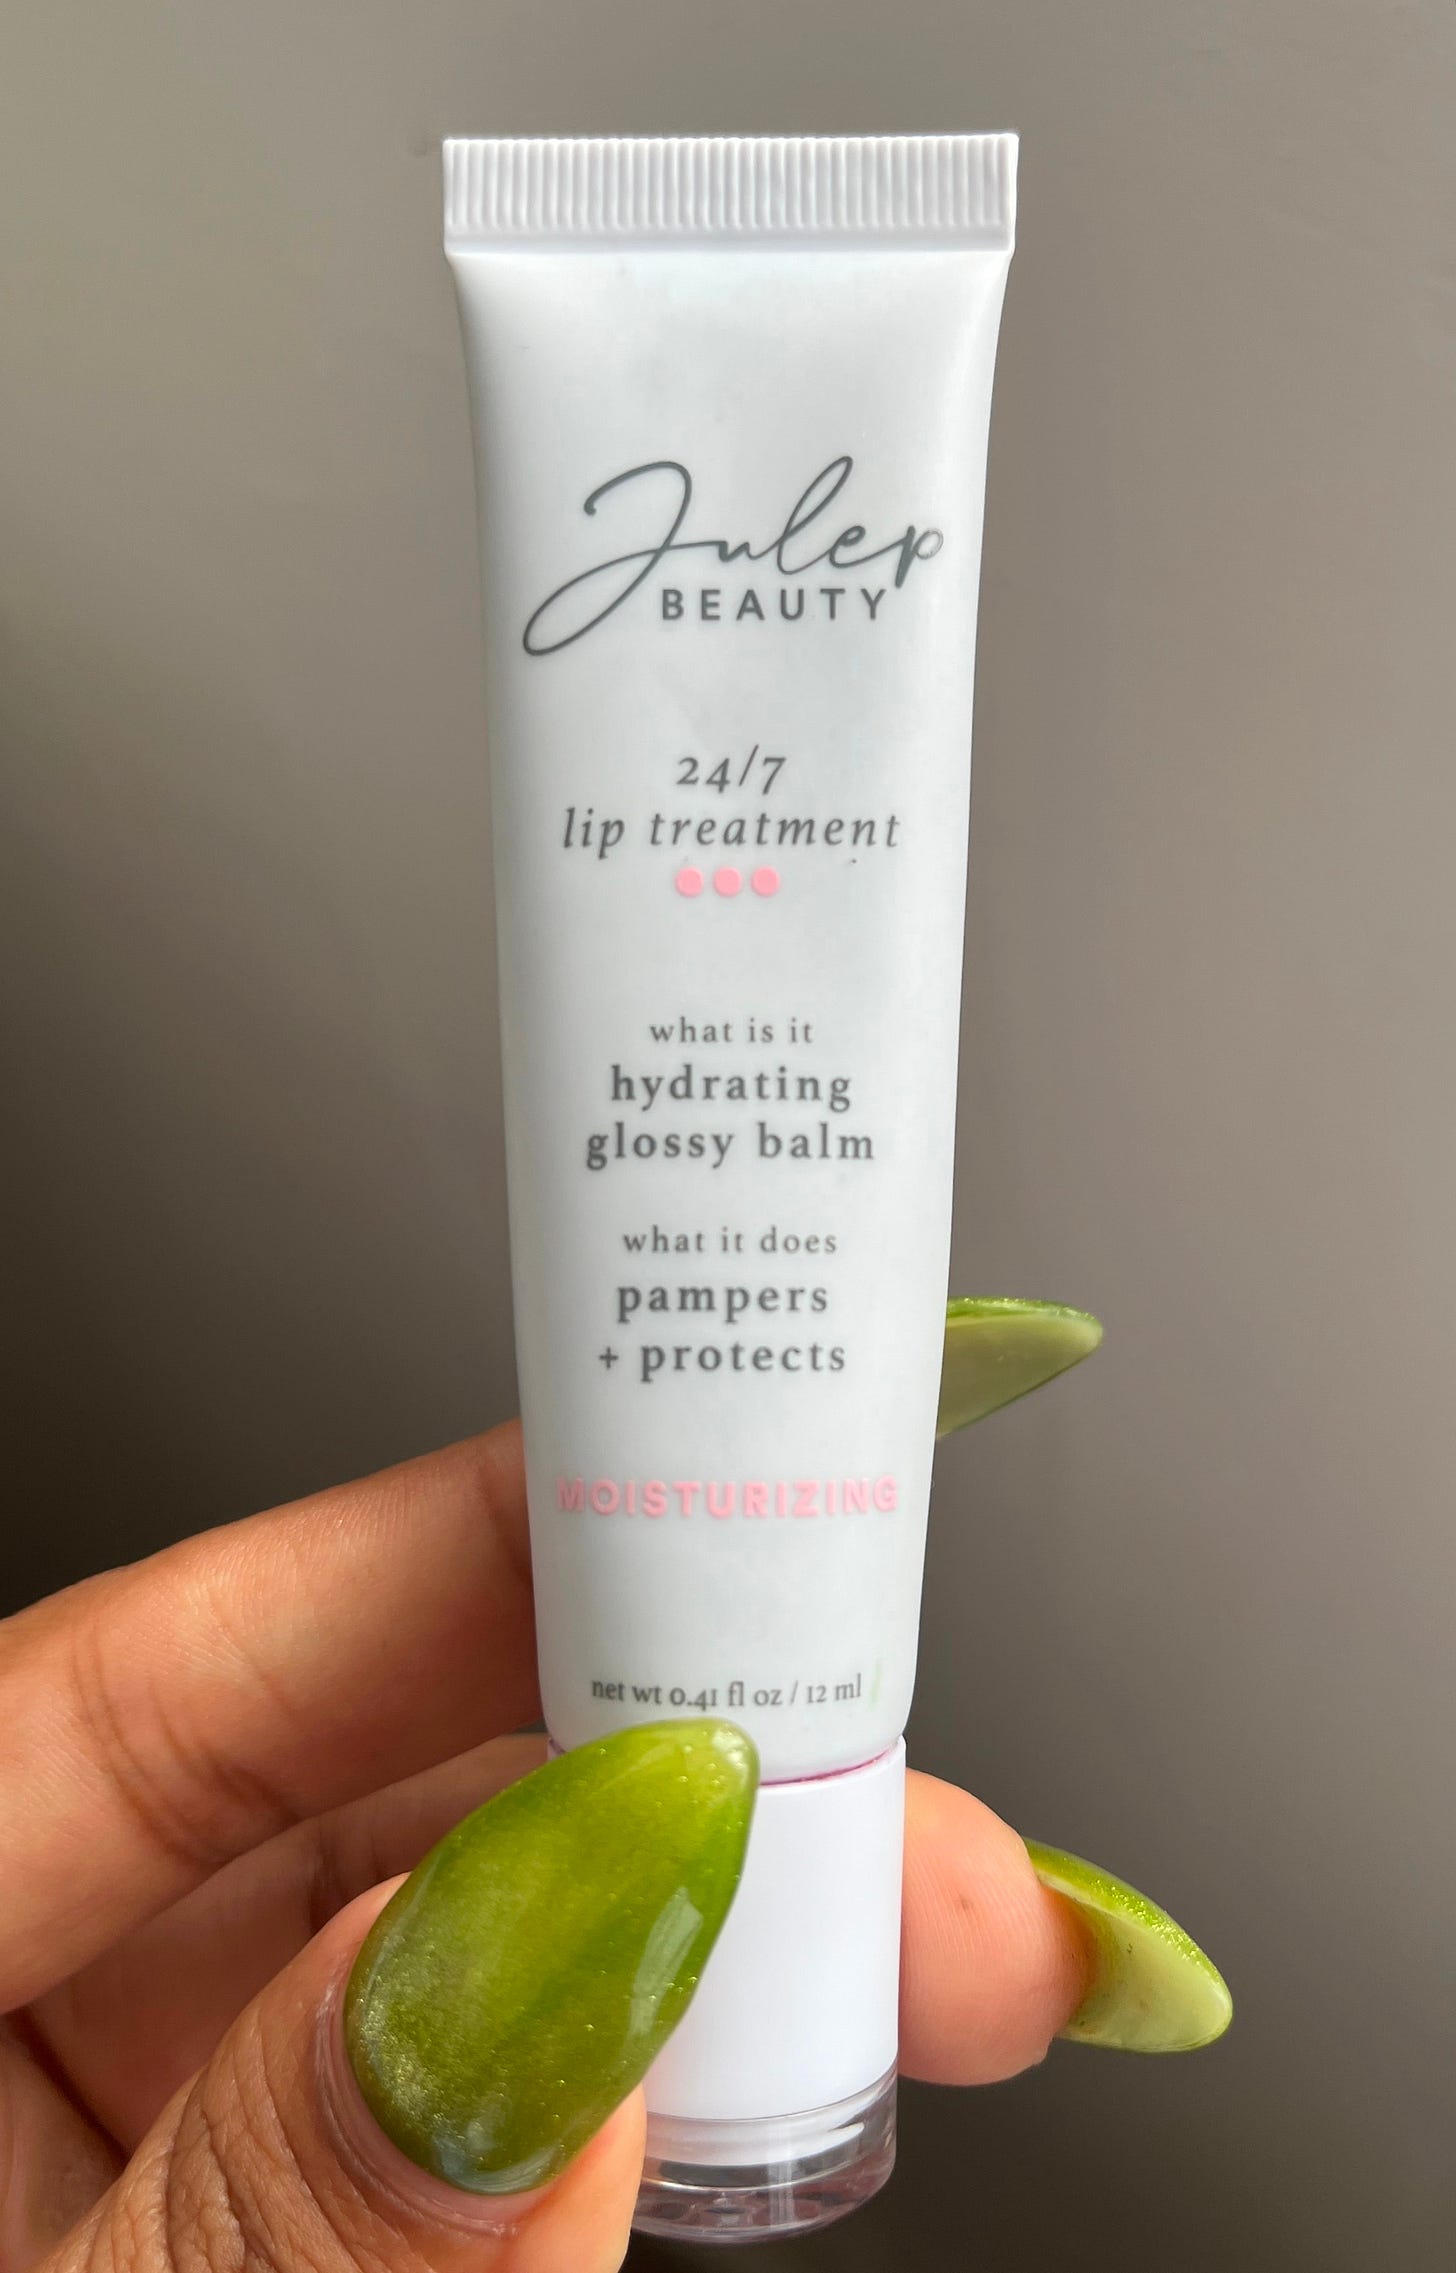 Julep
BEAUTY
24/7
lip treatment
what is it
hydrating
glossy balm
what it does
pampers
+ protects
MOISTURIZING
net wt 0.41 fl oz / 12 ml